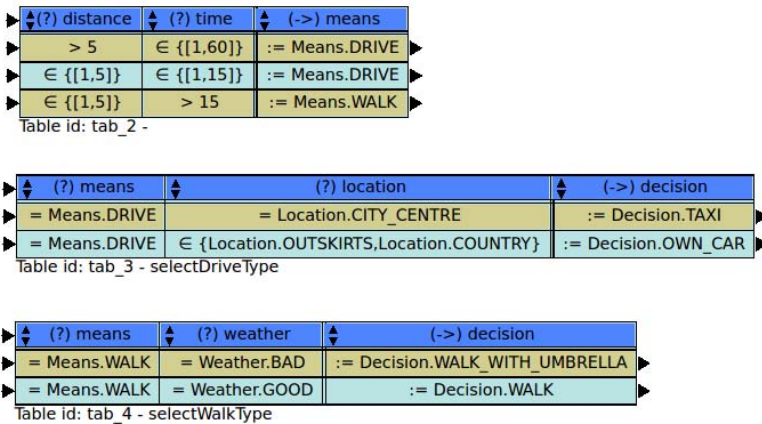 (?) distance (?) time (->) means
> 5 ∈ {[1,60]} := Means.DRIVE
∈ {[1,5]} ∈ {[1,15]} := Means.DRIVE
∈ {[1,5]} > 15 := Means.WALK
Table id: tab_2 -
(?) means (?) location (->) decision
= Means.DRIVE = Location.CITY_CENTRE := Decision.TAXI
= Means.DRIVE ∈ {Location.OUTSKIRTS,Location.COUNTRY} := Decision.OWN_CAR
Table id: tab_3 - selectDriveType
(?) means (?) weather (->) decision
= Means.WALK = Weather.BAD := Decision.WALK_WITH_UMBRELLA
= Means.WALK = Weather.GOOD := Decision.WALK
Table id: tab_4 - selectWalkType